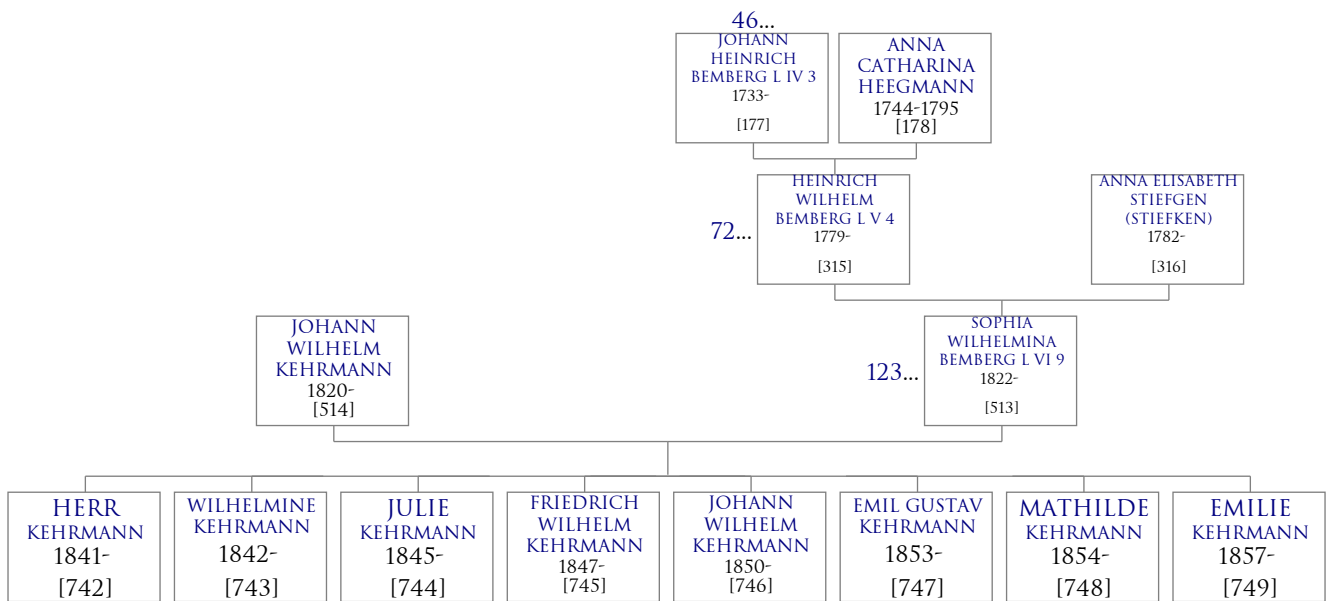 46...
JOHANN
HEINRICH
BEMBERG L IV 3
1733-
[177]
ANNA
CATHARINA
HEEGMANN
1744-1795
[178]
72...
HEINRICH
WILHELM
BEMBERG L V 4
1779-
[315]
ANNA ELISABETH
STIEFGEN
(STIEFKEN)
1782-
[316]
JOHANN
WILHELM
KEHRMANN
1820-
[514]
123...
SOPHIA
WILHELMINA
BEMBERG L VI 9
1822-
[513]
HERR
KEHRMANN
1841-
[742]
WILHELMINE
KEHRMANN
1842-
[743]
JULIE
KEHRMANN
1845-
[744]
FRIEDRICH
WILHELM
KEHRMANN
1847-
[745]
JOHANN
WILHELM
KEHRMANN
1850-
[746]
EMIL GUSTAV
KEHRMANN
1853-
[747]
MATHILDE
KEHRMANN
1854-
[748]
EMILIE
KEHRMANN
1857-
[749]